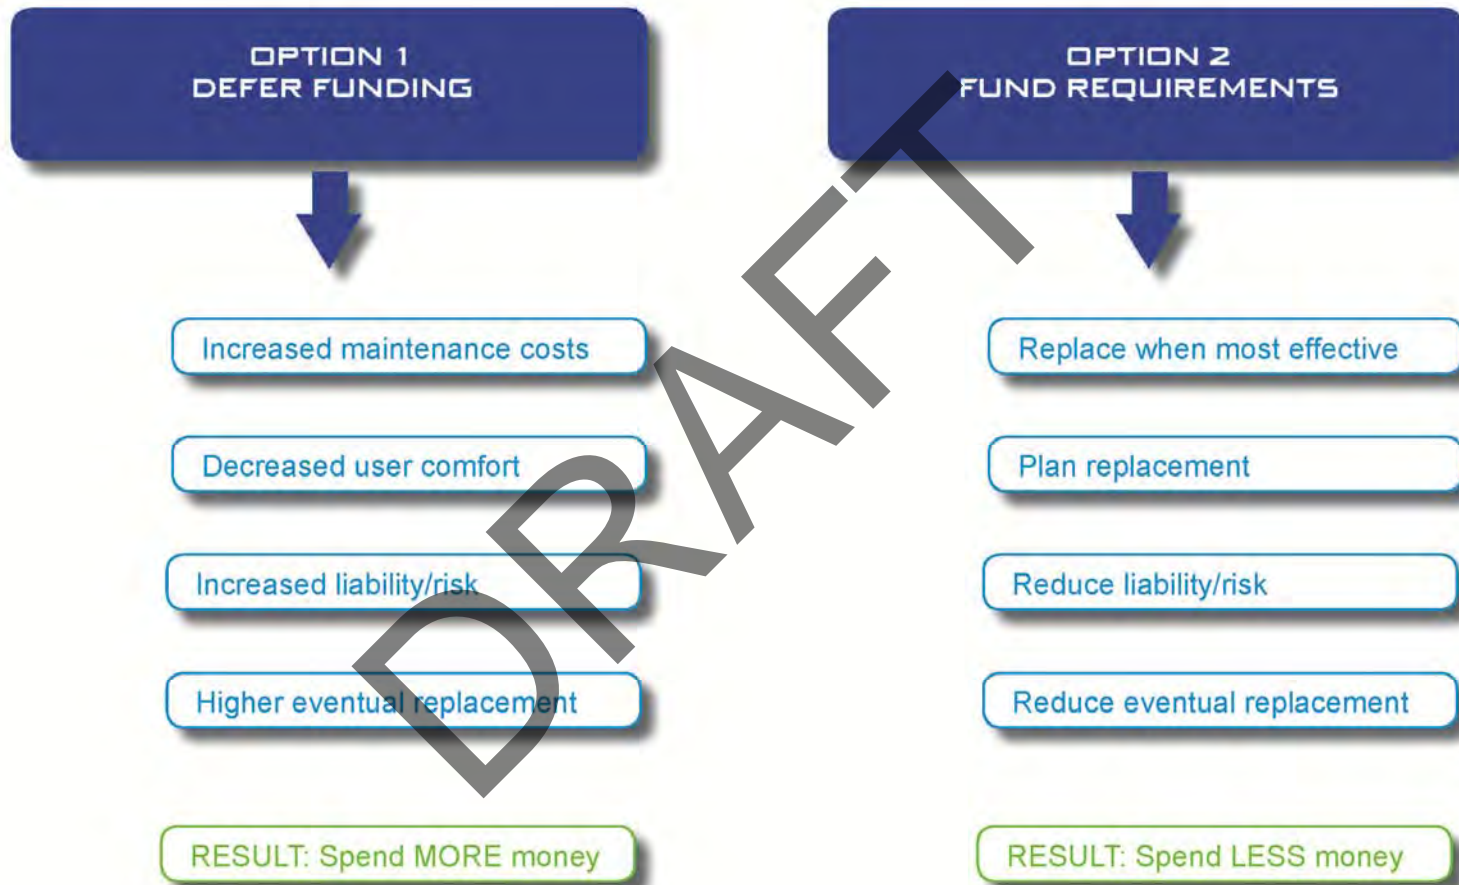 OPTION 1
DEFER FUNDING
Increased maintenance costs
Decreased user comfort
Increased liability/risk
Higher eventual replacement
RESULT: Spend MORE money
OPTION 2
FUND REQUIREMENTS
Replace when most effective
Plan replacement
Reduce liability/risk
Reduce eventual replacement
RESULT: Spend LESS money
DRAFT